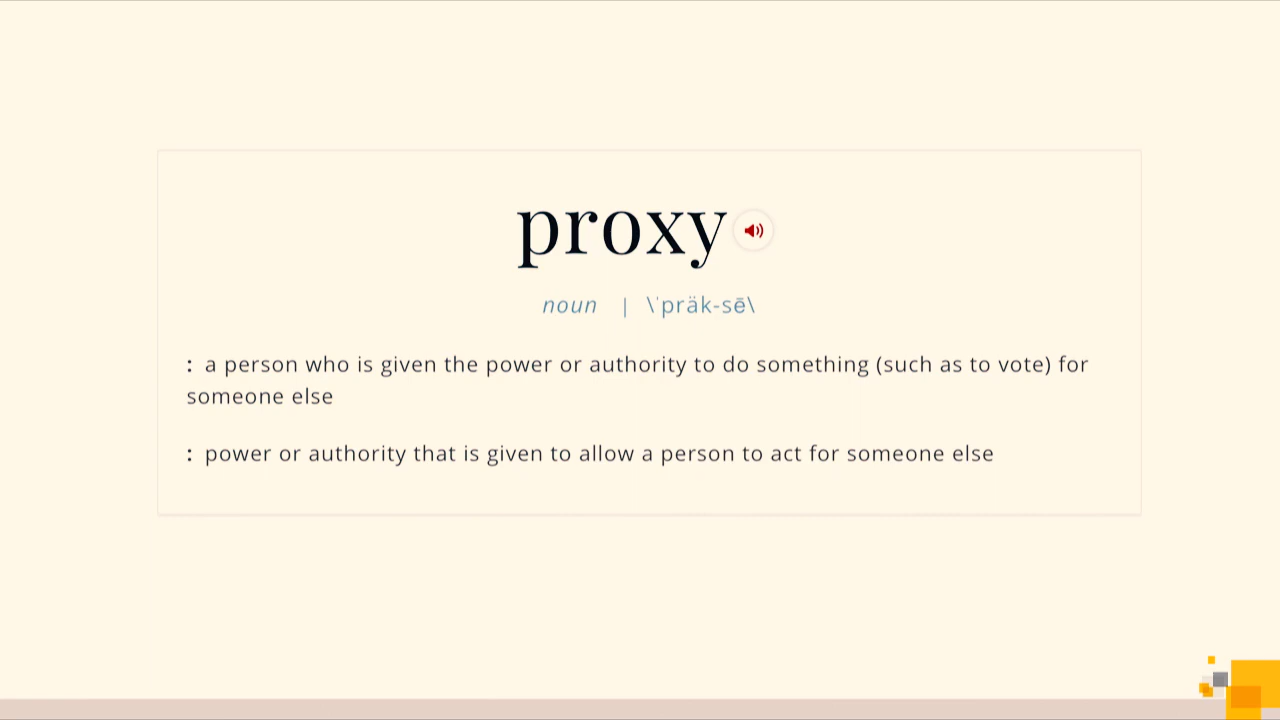 proxy
noun | \ˈpräk-sē\
: a person who is given the power or authority to do something (such as to vote) for
someone else
: power or authority that is given to allow a person to act for someone else